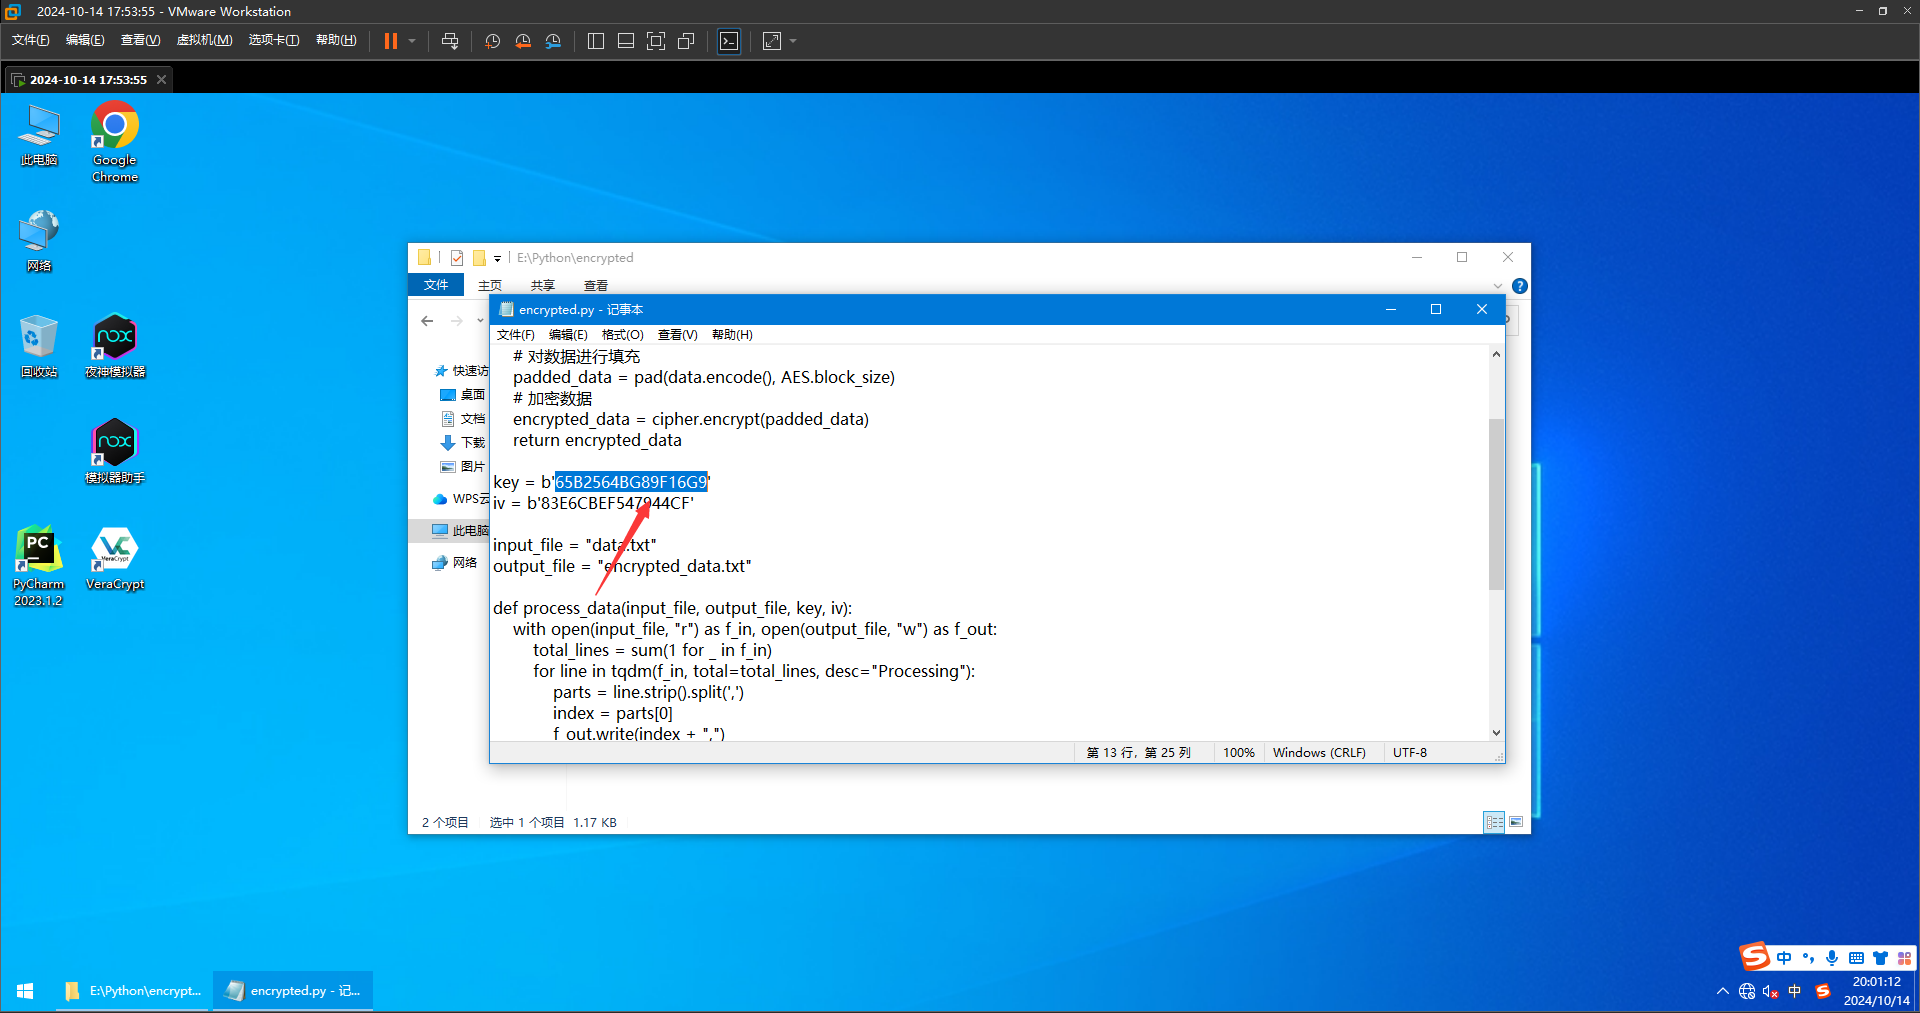 2024-10-14 17:53:55 - VMware Workstation
文件(F) 编辑(E) 查看(V) 虚拟机(M) 选项卡(T) 帮助(H)
2024-10-14 17:53:55
此电脑
Google
Chrome
网络
回收站
夜神模拟器
模拟器助手
PC
PyCharm
2023.1.2
VeraCrypt
VeraCrypt
E:\Python\encrypted
文件 主页 共享 查看
encrypted.py - 记事本
文件(F) 编辑(E) 格式(O) 查看(V) 帮助(H)
快速访
桌面
文档
下载
图片
WPS云
此电脑
网络
# 对数据进行填充
padded_data = pad(data.encode(), AES.block_size)
# 加密数据
encrypted_data = cipher.encrypt(padded_data)
return encrypted_data
key = b'65B2564BG89F16G9'
iv = b'83E6CBEF547944CF'
input_file = "data.txt"
output_file = "encrypted_data.txt"
def process_data(input_file, output_file, key, iv):
with open(input_file, "r") as f_in, open(output_file, "w") as f_out:
total_lines = sum(1 for _ in f_in)
for line in tqdm(f_in, total=total_lines, desc="Processing"):
parts = line.strip().split(',')
index = parts[0]
f_out.write(index + ",")
第 13 行，第 25 列 100% Windows (CRLF) UTF-8
2 个项目 选中 1 个项目 1.17 KB
中
E:\Python\encrypt...
encrypted.py - 记...
中
20:01:12
2024/10/14